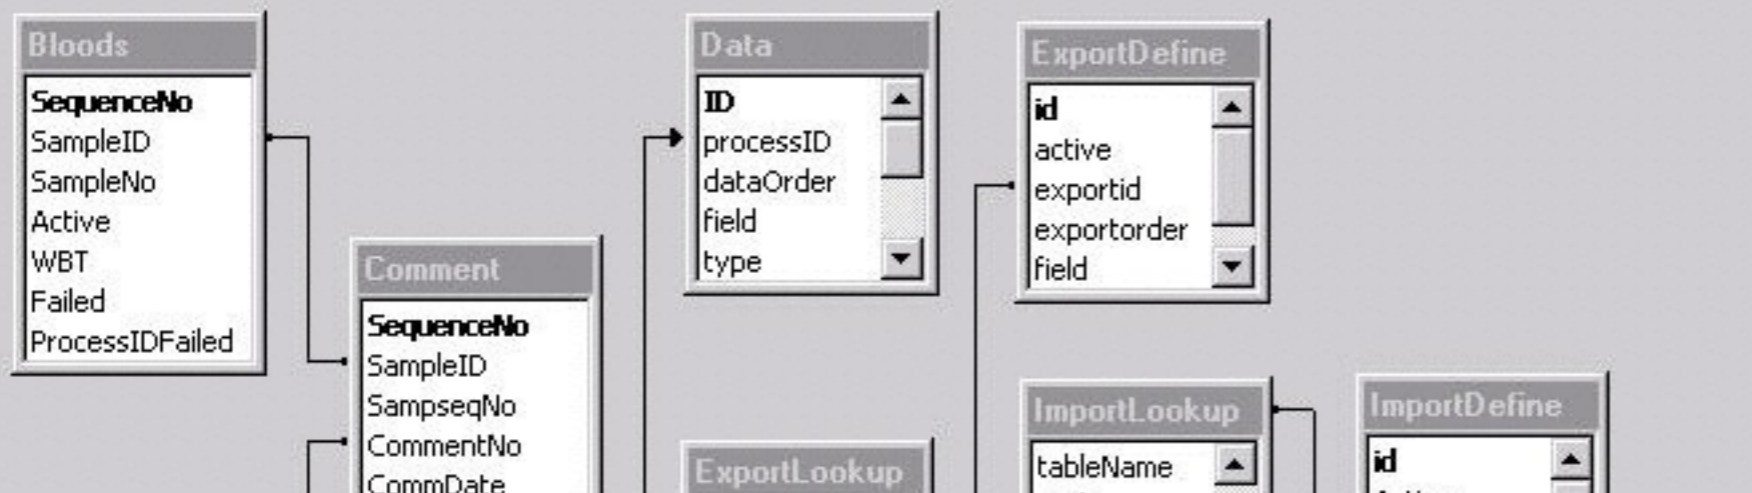 Bloods
SequenceNo
SampleID
SampleNo
Active
WBT
Failed
ProcessIDFailed
Comment
SequenceNo
SampleID
SampseqNo
CommentNo
CommDate
Data
ID
processID
dataOrder
field
type
ExportLookup
ExportDefine
id
active
exportid
exportorder
field
ImportLookup
tableName
ImportDefine
id